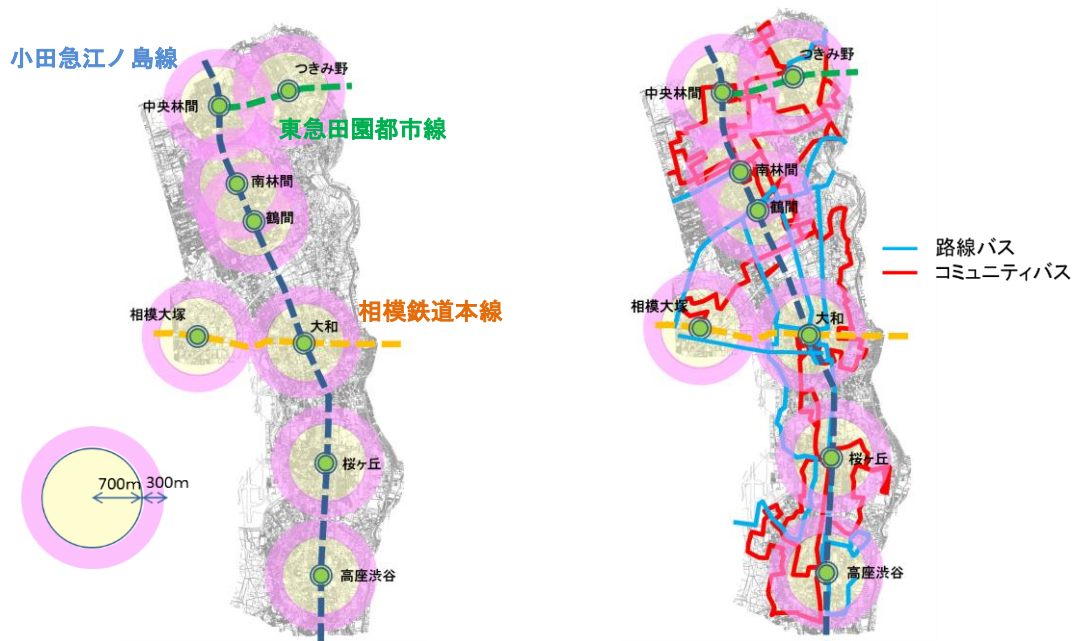 小田急江ノ島線
つきみ野
中央林間
東急田園都市線
南林間
鶴間
相模鉄道本線
相模大塚
大和
桜ヶ丘
700m 300m
高座渋谷
つきみ野
中央林間
南林間
鶴間
路線バス
コミュニティバス
相模大塚
大和
桜ヶ丘
高座渋谷